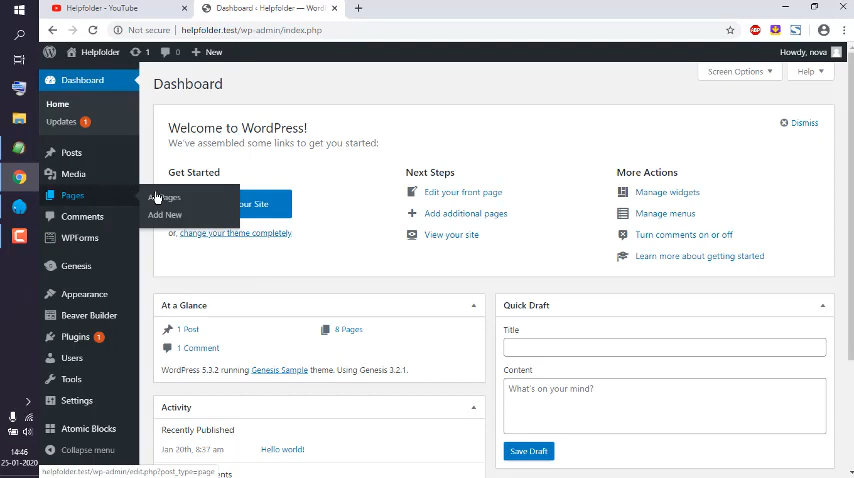 Helpfolder - YouTube
Dashboard ‹ Helpfolder — Word
Not secure
helpfolder.test/wp-admin/index.php
Helpfolder
1
0
New
Howdy, nova
Dashboard
Home
Updates 1
Posts
Media
Pages
Comments
WPForms
Genesis
Appearance
Beaver Builder
Plugins 1
Users
Tools
Settings
Atomic Blocks
Collapse menu
Pages
Add New
Dashboard
Screen Options
Help
Welcome to WordPress!
We've assembled some links to get you started:
Dismiss
Get Started
our Site
or, change your theme completely
Next Steps
Edit your front page
Add additional pages
View your site
More Actions
Manage widgets
Manage menus
Turn comments on or off
Learn more about getting started
At a Glance
1 Post
8 Pages
1 Comment
WordPress 5.3.2 running Genesis Sample theme. Using Genesis 3.2.1.
Activity
Recently Published
Jan 20th, 8:37 am
Hello world!
Quick Draft
Title
Content
What's on your mind?
Save Draft
14:46
25-01-2020
helpfolder.test/wp-admin/edit.php?post_type=page